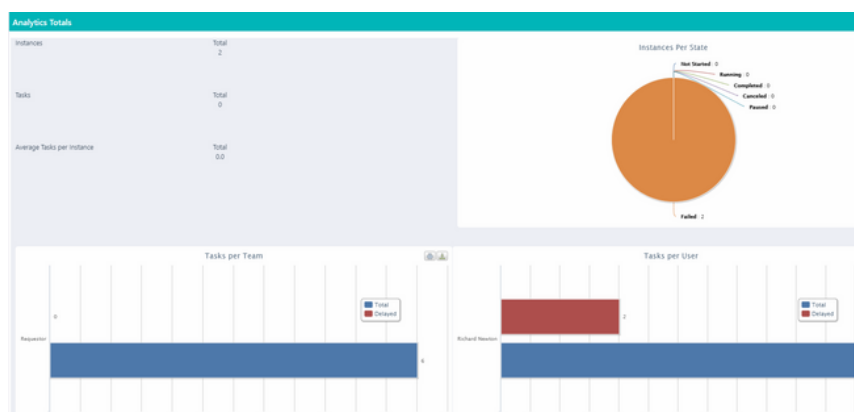 Analytics Totals
Instances Total
2
Tasks Total
0
Average Tasks per Instance Total
0.0
Instances Per State
Not Started : 0
Running : 0
Completed : 0
Canceled : 0
Paused : 0
Failed : 2
Tasks per Team
0
Total
Delayed
Requester
6
Tasks per User
2
Total
Delayed
Richard Newton